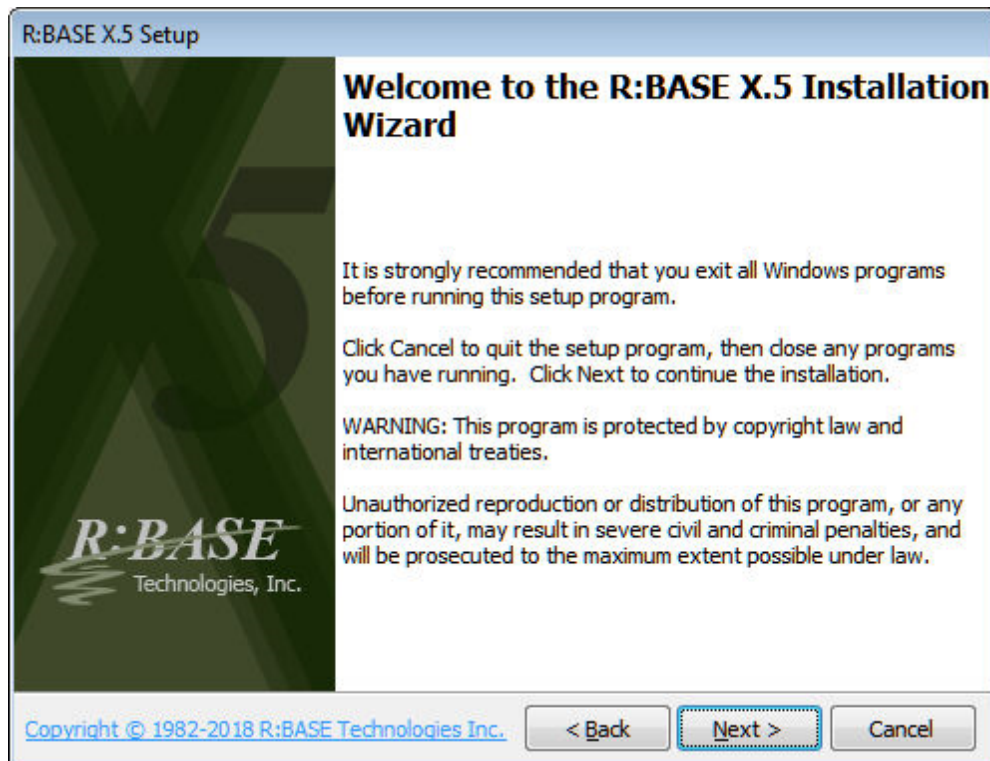 R:BASE X.5 Setup
Welcome to the R:BASE X.5 Installation
Wizard
X
5
It is strongly recommended that you exit all Windows programs
before running this setup program.
Click Cancel to quit the setup program, then close any programs
you have running.  Click Next to continue the installation.
WARNING: This program is protected by copyright law and
international treaties.
Unauthorized reproduction or distribution of this program, or any
portion of it, may result in severe civil and criminal penalties, and
will be prosecuted to the maximum extent possible under law.
R:BASE
Technologies, Inc.
Copyright © 1982-2018 R:BASE Technologies Inc.
< Back
Next >
Cancel